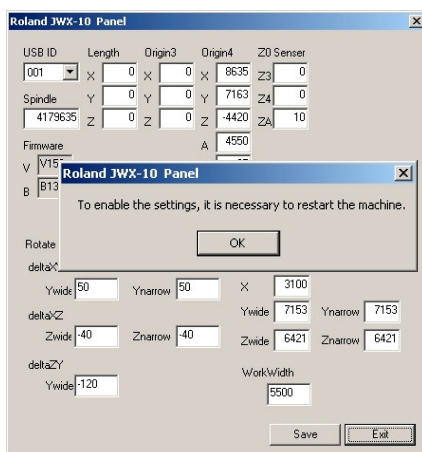 Roland JWX-10 Panel
USB ID Length Origin3 Origin4 Z0 Senser
001 X 0 X 0 X 8635 Z3 0
Spindle Y 0 Y 0 Y 7163 Z4 0
4179635 Z 0 Z 0 Z -4420 ZA 10
Firmware A 4550
V V15
B B13
Roland JWX-10 Panel
To enable the settings, it is necessary to restart the machine.
OK
Rotate
deltaX
Ywide 50 Ynarrow 50 X 3100
deltaXZ Ywide 7153 Ynarrow 7153
Zwide -40 Znarrow -40 Zwide 6421 Znarrow 6421
deltaZY WorkWidth
Ywide -120 5500
Save Exit